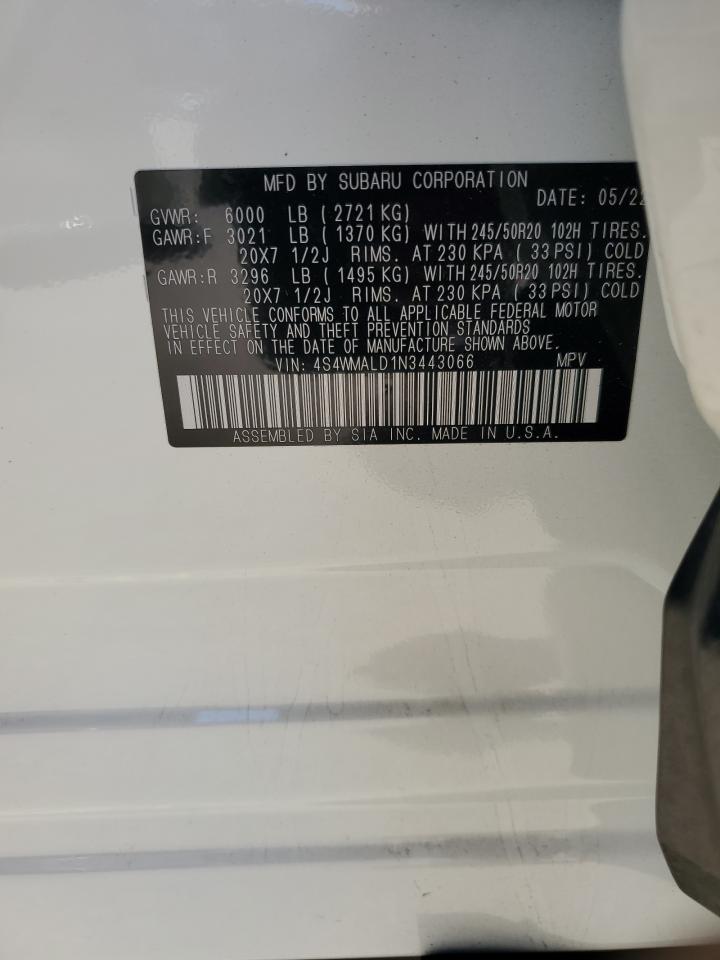 MFD BY SUBARU CORPORATION
DATE: 05/22
GVWR: 6000 LB ( 2721 KG)
GAWR:F 3021 LB ( 1370 KG) WITH 245/50R20 102H TIRES.
20X7 1/2J RIMS. AT 230 KPA ( 33 PSI) COLD
GAWR:R 3296 LB ( 1495 KG) WITH 245/50R20 102H TIRES.
20X7 1/2J RIMS. AT 230 KPA ( 33 PSI) COLD
THIS VEHICLE CONFORMS TO ALL APPLICABLE FEDERAL MOTOR
VEHICLE SAFETY AND THEFT PREVENTION STANDARDS
IN EFFECT ON THE DATE OF MANUFACTURE SHOWN ABOVE.
VIN: 4S4WMALD1N3443066 MPV
ASSEMBLED BY SIA INC. MADE IN U.S.A.